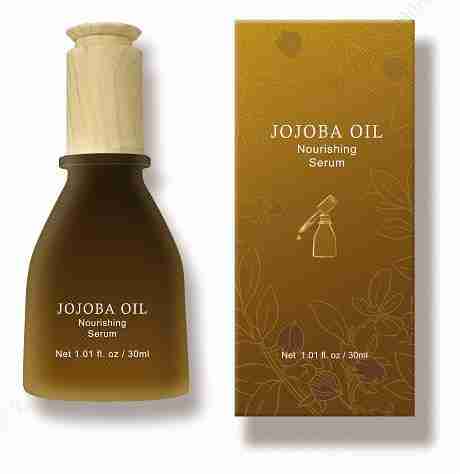 JOJOBA OIL
Nourishing
Serum
Net 1.01 fl. oz / 30ml
JOJOBA OIL
Nourishing
Serum
Net 1.01 fl. oz / 30ml